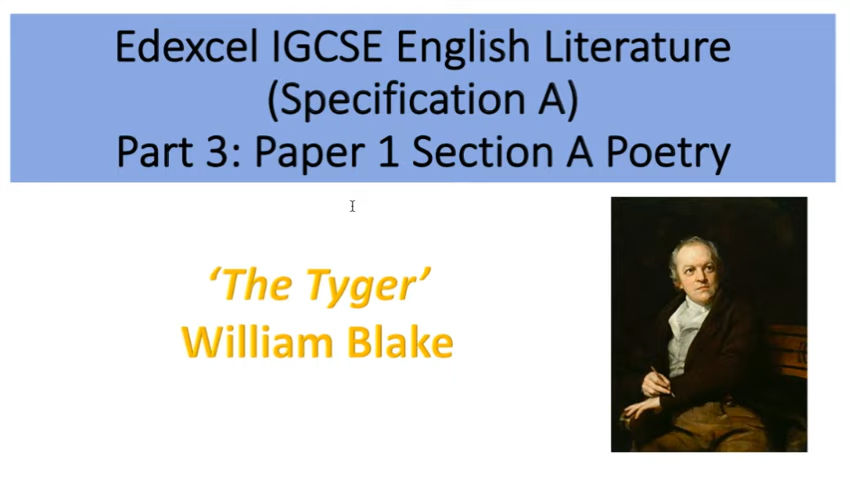 Edexcel IGCSE English Literature
(Specification A)
Part 3: Paper 1 Section A Poetry
‘The Tyger’
William Blake